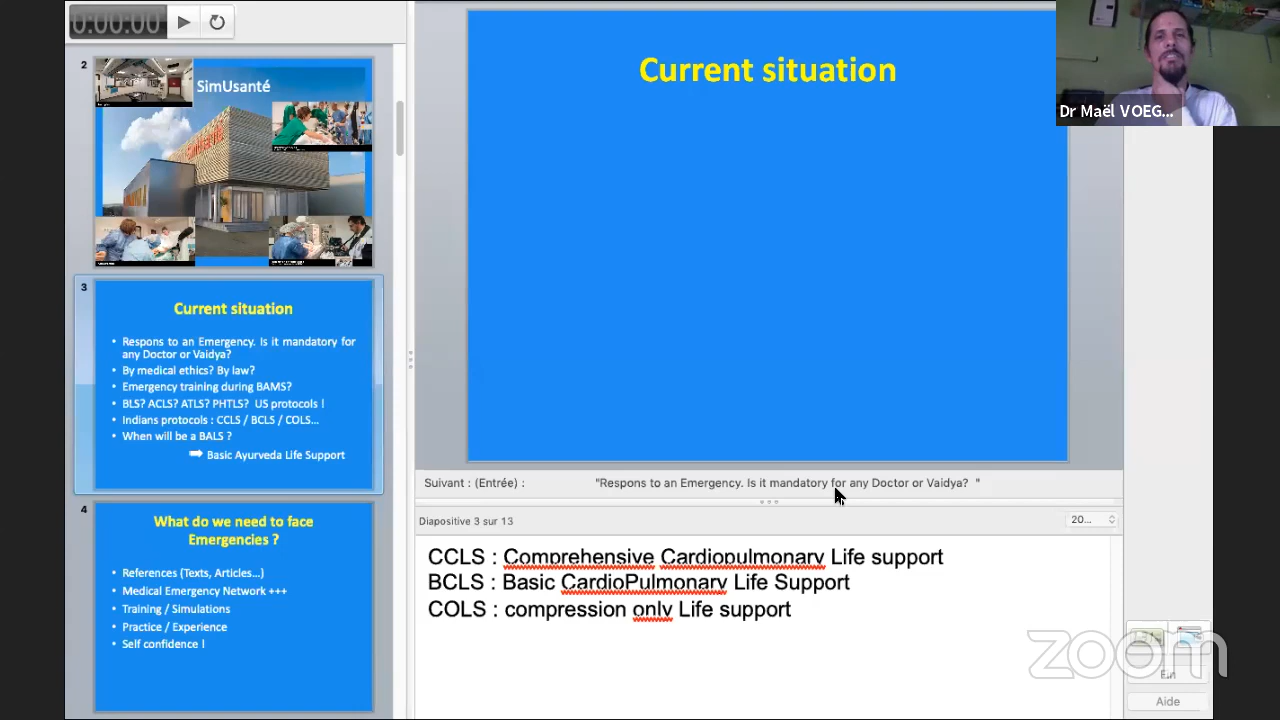 0:00:00
2
SimUsanté
3
Current situation
• Respons to an Emergency. Is it mandatory for
any Doctor or Vaidya?
• By medical ethics? By law?
• Emergency training during BAMS?
• BLS? ACLS? ATLS? PHTLS? US protocols !
• Indians protocols : CCLS / BCLS / COLS...
• When will be a BALS ?
Basic Ayurveda Life Support
4
What do we need to face
Emergencies ?
• References (Texts, Articles...)
• Medical Emergency Network +++
• Training / Simulations
• Practice / Experience
• Self confidence !
Current situation
Dr Maël VOEG...
Suivant : (Entrée) : "Respons to an Emergency. Is it mandatory for any Doctor or Vaidya? "
Diapositive 3 sur 13
20...
CCLS : Comprehensive Cardiopulmonary Life support
BCLS : Basic CardioPulmonary Life Support
COLS : compression only Life support
zoom
Ein
Aide